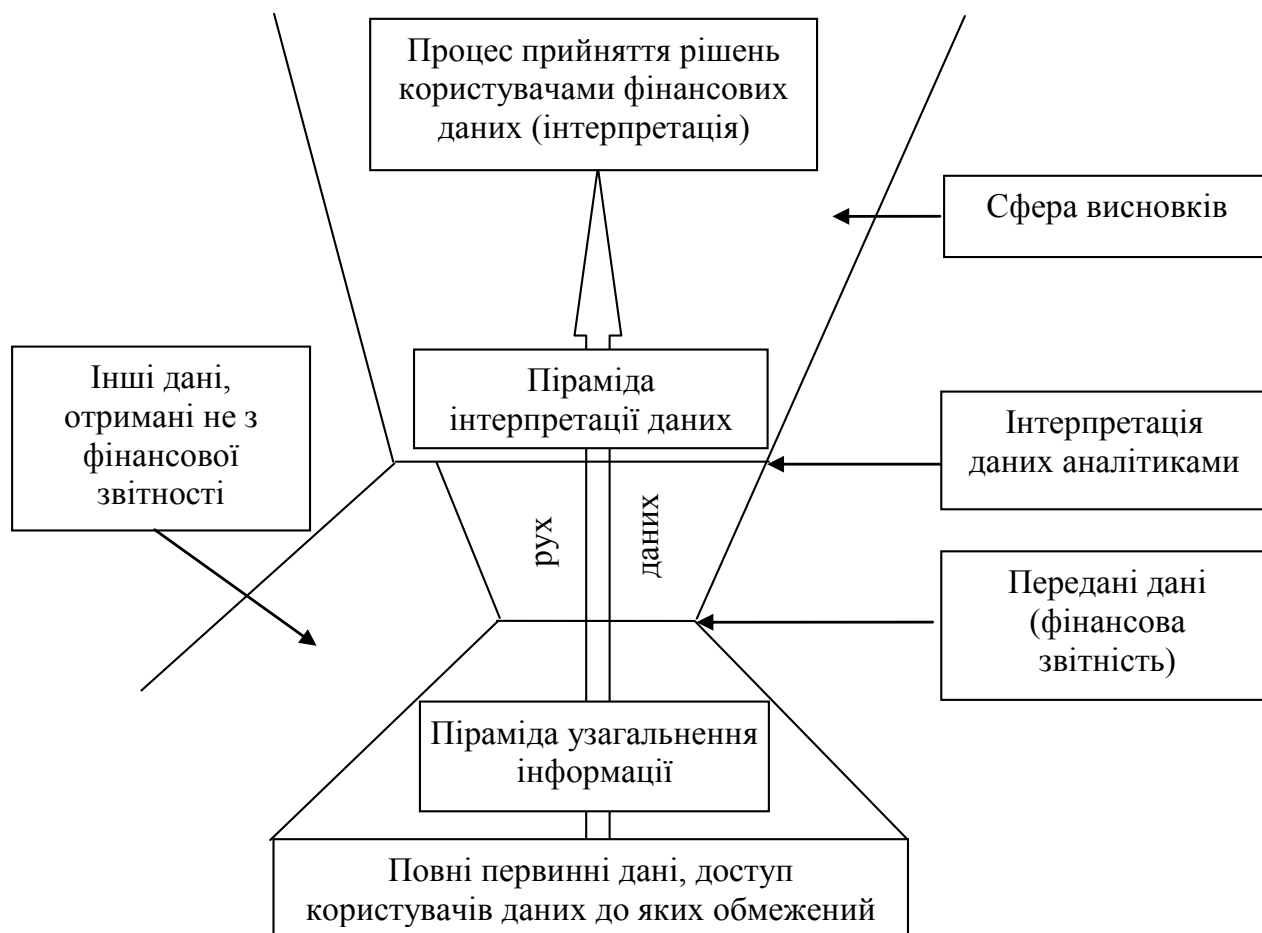 Процес прийняття рішень
користувачами фінансових
даних (інтерпретація)
Сфера висновків
Інші дані,
отримані не з
фінансової
звітності
Піраміда
інтерпретації даних
Інтерпретація
даних аналітиками
рух
даних
Передані дані
(фінансова
звітність)
Піраміда узагальнення
інформації
Повні первинні дані, доступ
користувачів даних до яких обмежений